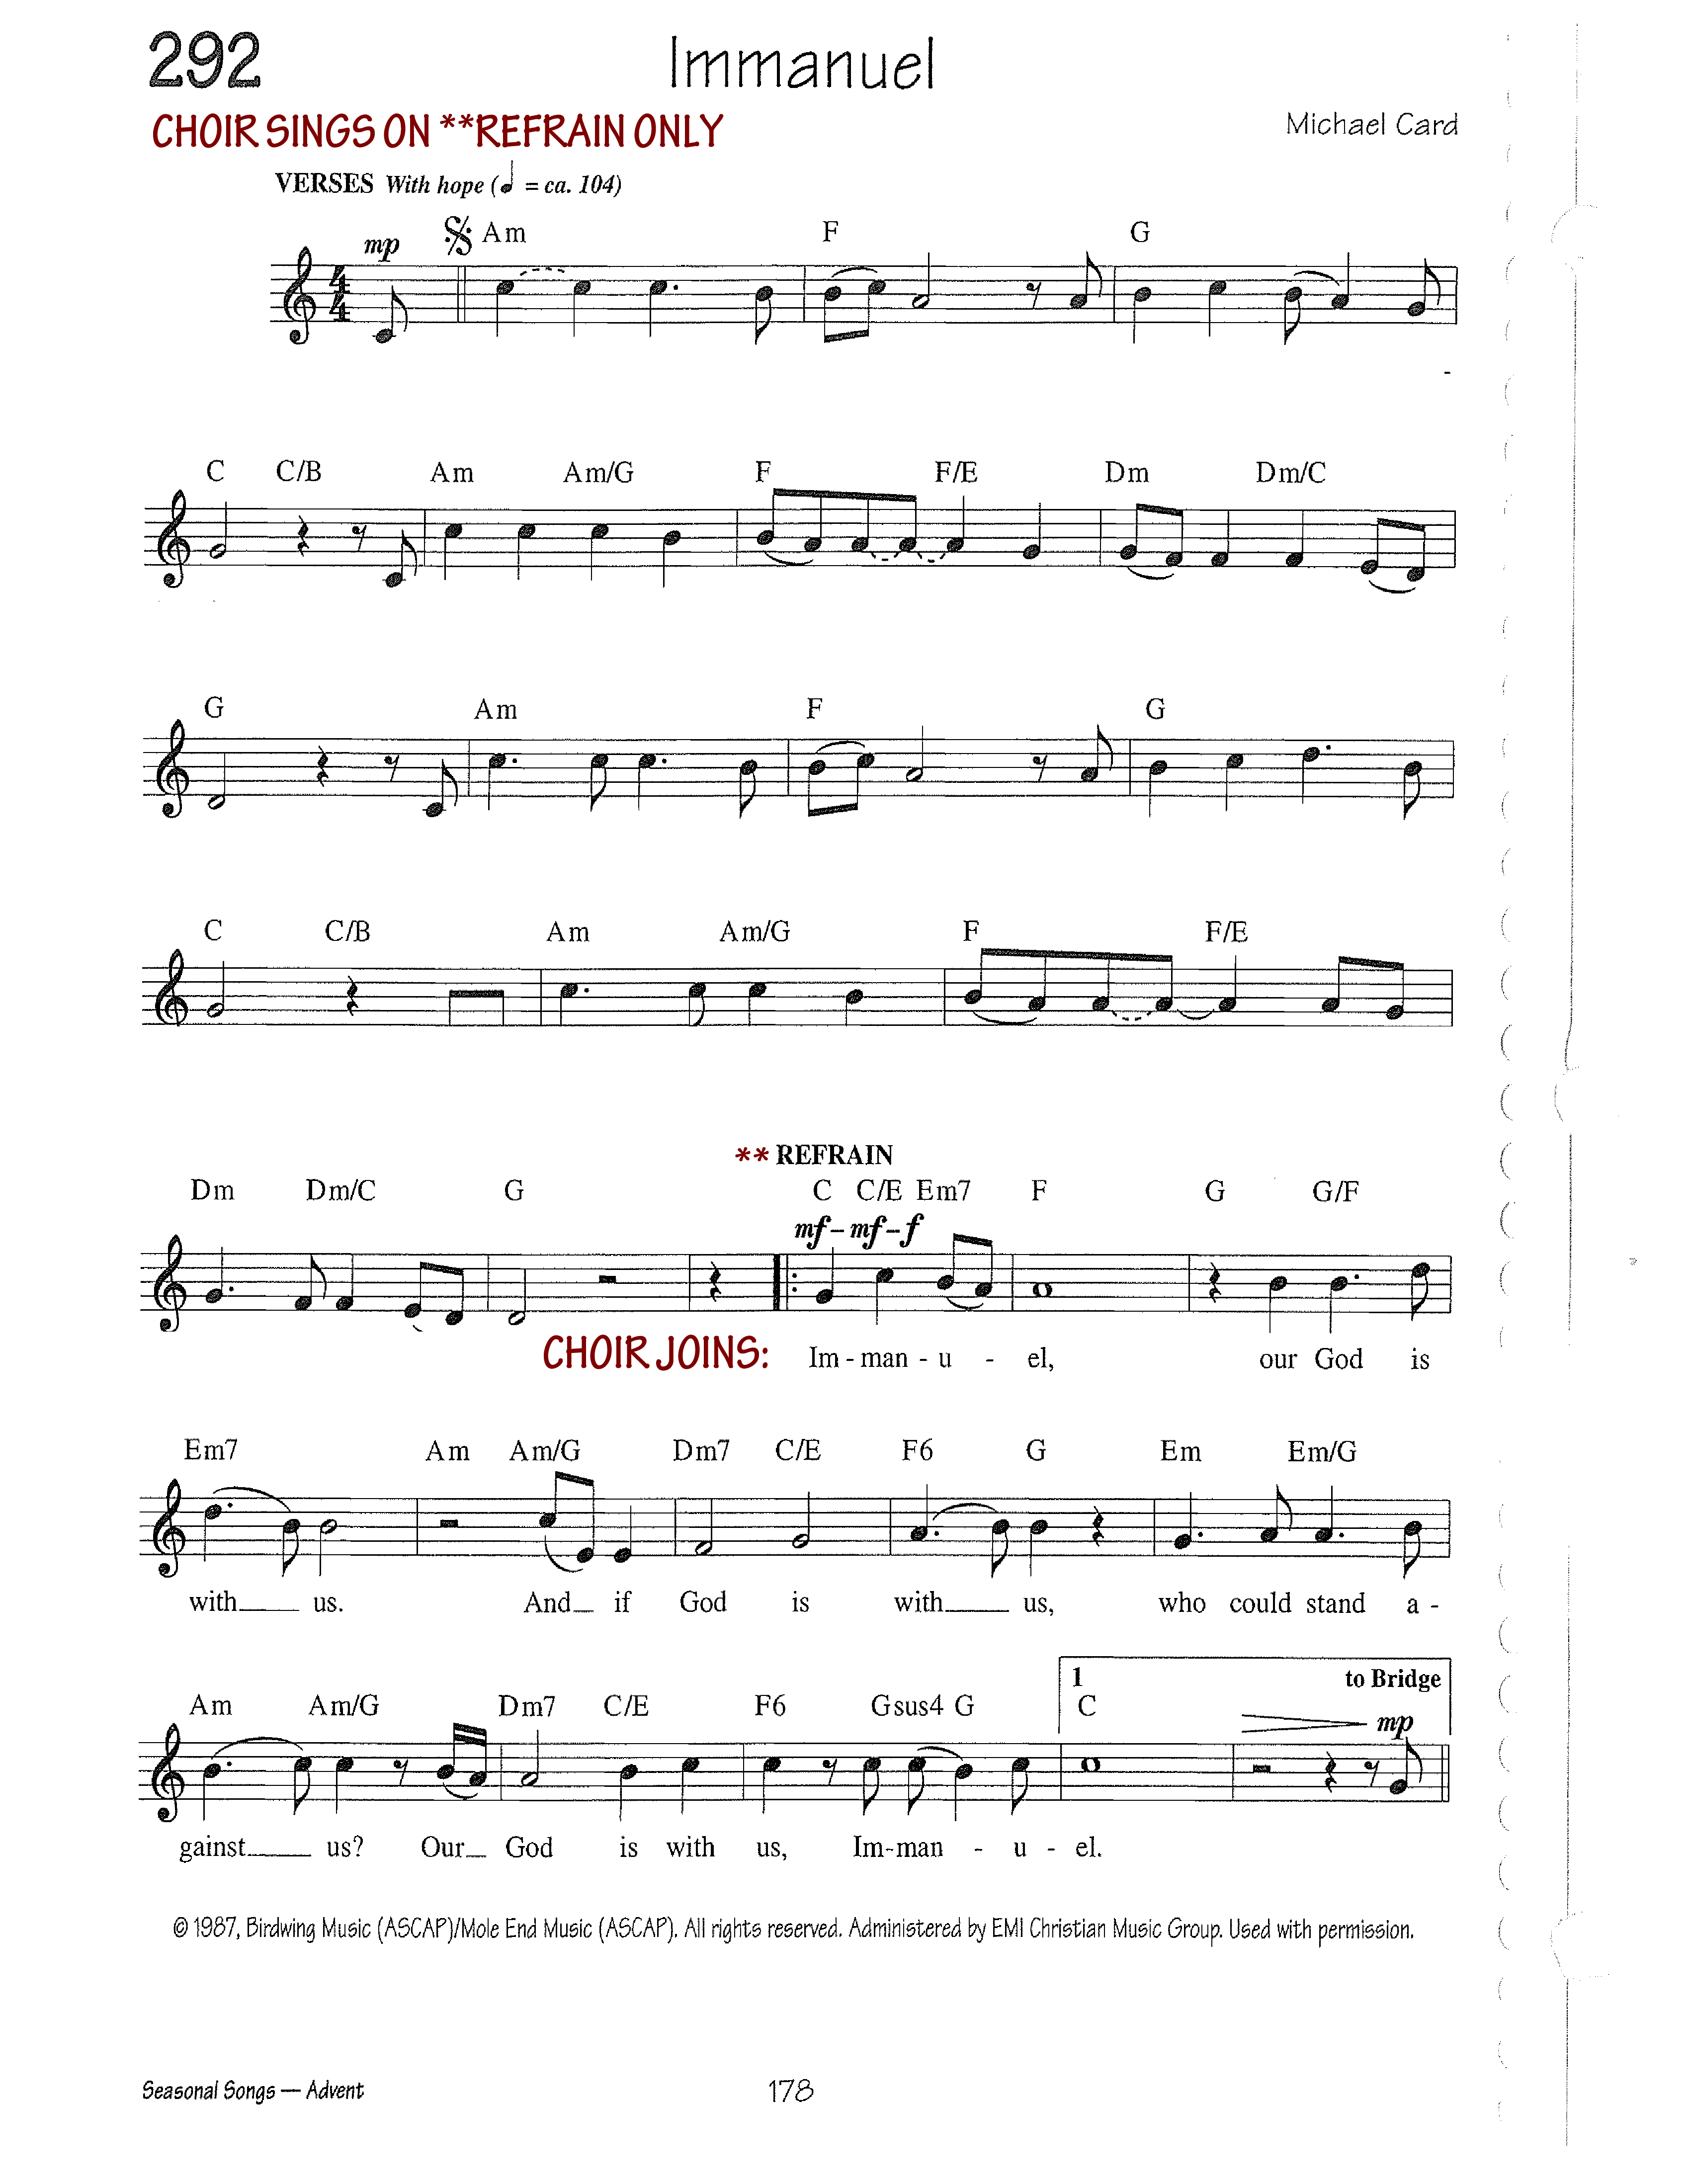 292 Immanuel
CHOIR SINGS ON **REFRAIN ONLY
Michael Card
VERSES With hope ( = ca. 104)
mp Am F G
-
C C/B Am Am/G F F/E Dm Dm/C
G Am F G
C C/B Am Am/G F F/E
** REFRAIN
Dm Dm/C G C C/E Em7 F G G/F
mf – mf – f
CHOIR JOINS: Im - man - u - el, our God is
Em7 Am Am/G Dm7 C/E F6 G Em Em/G
with us. And if God is with us, who could stand a -
1 to Bridge
Am Am/G Dm7 C/E F6 Gsus4 G C
mp
gainst us? Our God is with us, Im-man - u - el.
© 1987, Birdwing Music (ASCAP)/Mole End Music (ASCAP). All rights reserved. Administered by EMI Christian Music Group. Used with permission.
Seasonal Songs — Advent 178